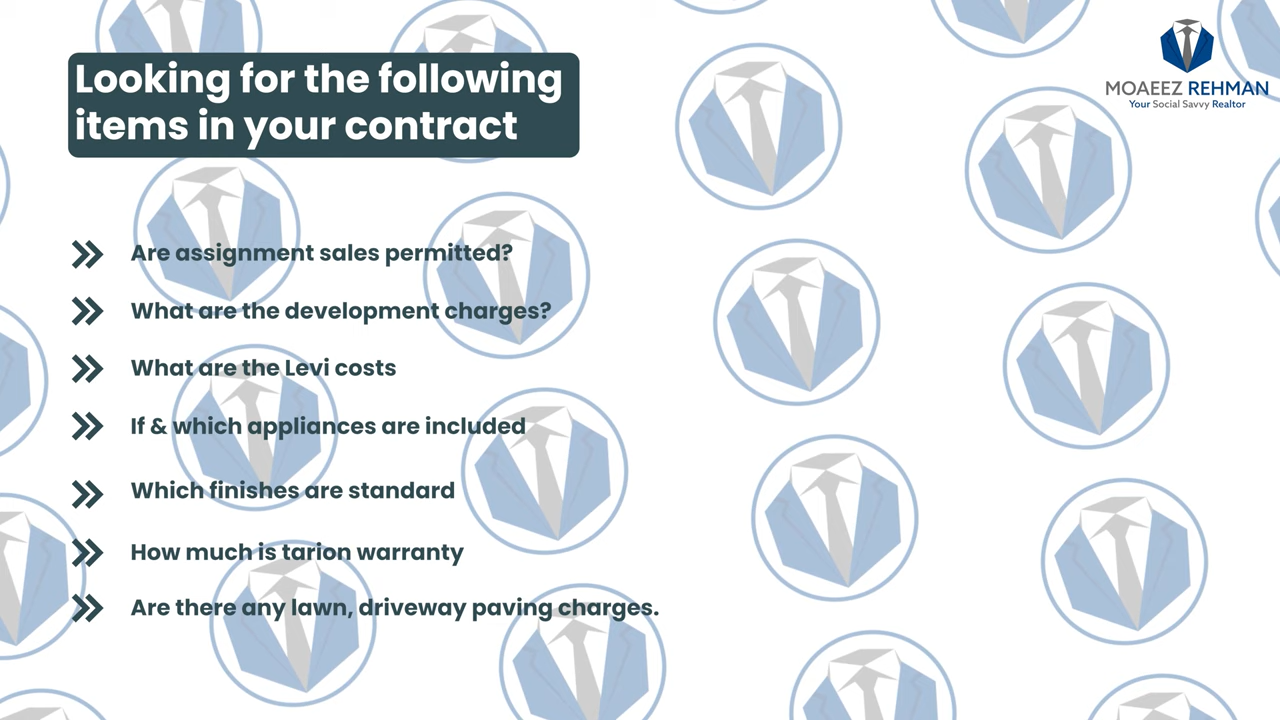 Looking for the following
items in your contract
MOAEEZ REHMAN
Your Social Savvy Realtor
Are assignment sales permitted?
What are the development charges?
What are the Levi costs
If & which appliances are included
Which finishes are standard
How much is tarion warranty
Are there any lawn, driveway paving charges.